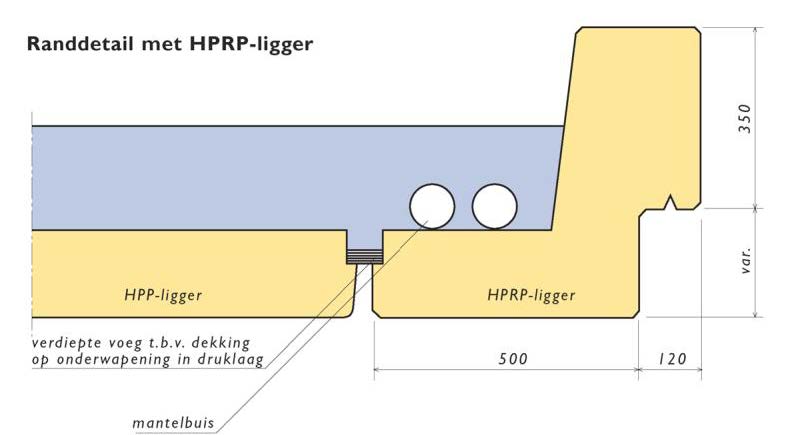 Randdetail met HPRP-ligger
350
var.
HPP-ligger
HPRP-ligger
verdiepte voeg t.b.v. dekking
op onderwapening in druklaag
500
120
mantelbuis